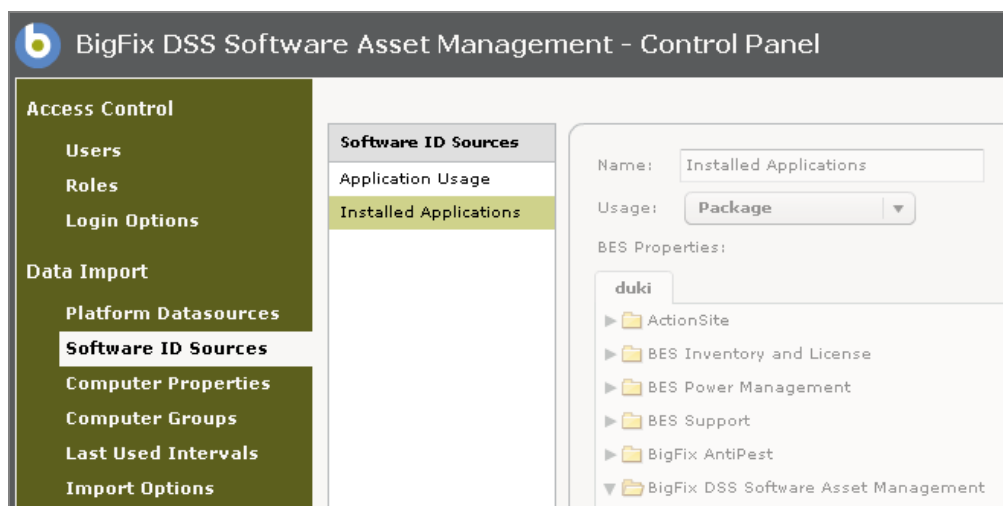 BigFix DSS Software Asset Management - Control Panel
Access Control
Users
Roles
Login Options
Data Import
Platform Datasources
Software ID Sources
Computer Properties
Computer Groups
Last Used Intervals
Import Options
Software ID Sources
Application Usage
Installed Applications
Name: Installed Applications
Usage: Package
BES Properties:
duki
ActionSite
BES Inventory and License
BES Power Management
BES Support
BigFix AntiPest
BigFix DSS Software Asset Management